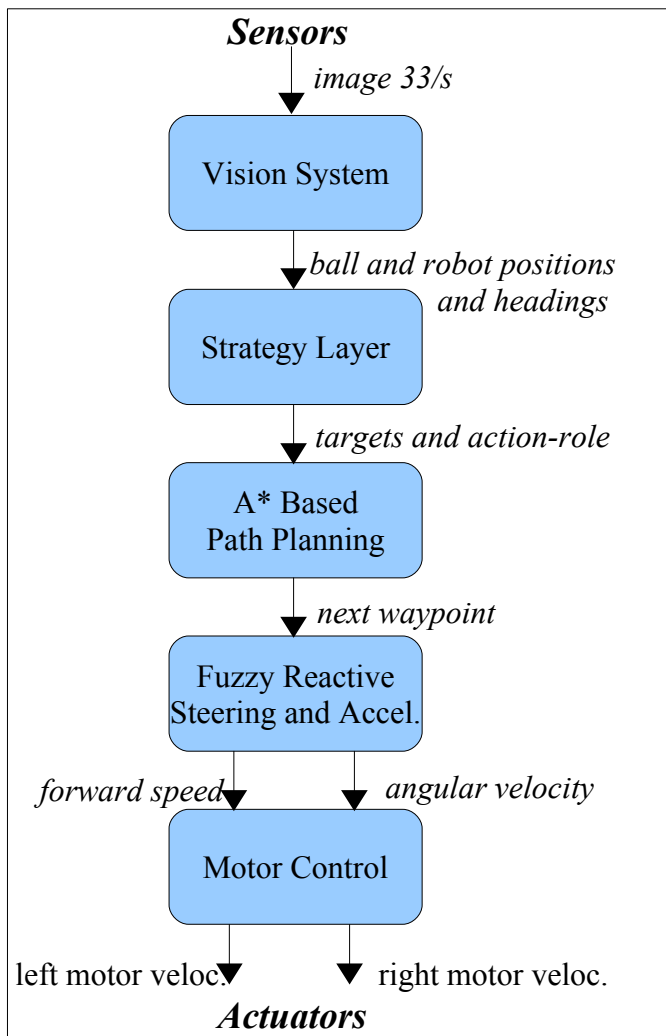 Sensors
image 33/s
Vision System
ball and robot positions
and headings
Strategy Layer
targets and action-role
A* Based
Path Planning
next waypoint
Fuzzy Reactive
Steering and Accel.
forward speed
angular velocity
Motor Control
left motor veloc.
right motor veloc.
Actuators